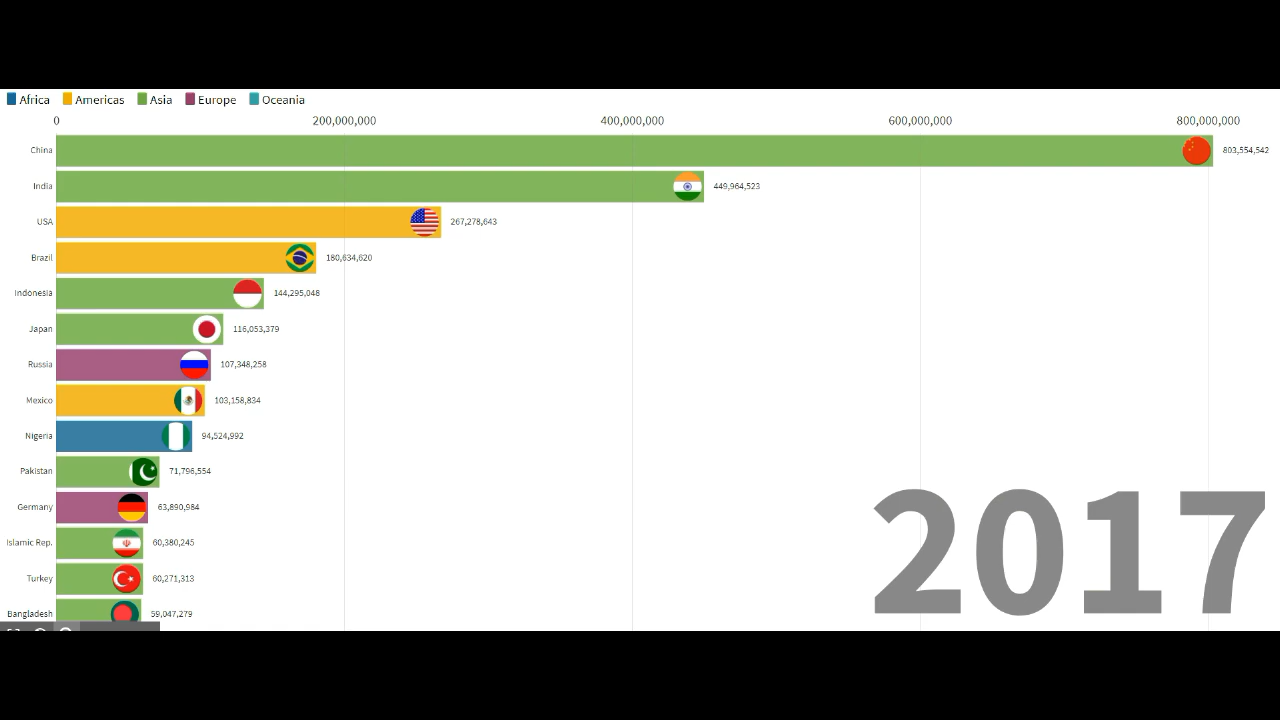 Africa Americas Asia Europe Oceania
0 200,000,000 400,000,000 600,000,000 800,000,000
China 803,554,542
India 449,964,523
USA 267,278,643
Brazil 180,634,620
Indonesia 144,295,048
Japan 116,053,379
Russia 107,348,258
Mexico 103,158,834
Nigeria 94,524,992
Pakistan 71,796,554
Germany 63,890,984
Islamic Rep. 60,380,245
Turkey 60,271,313
Bangladesh 59,047,279
2017